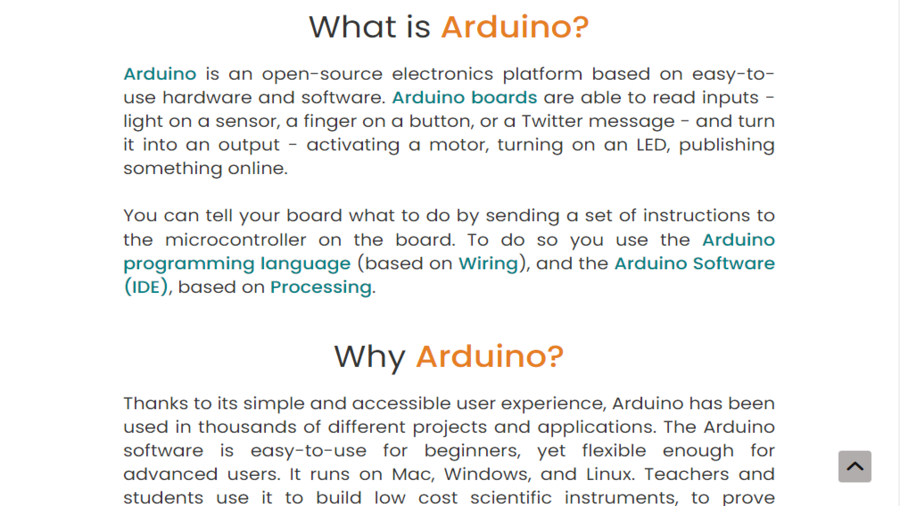 What is Arduino?
Arduino is an open-source electronics platform based on easy-to-
use hardware and software. Arduino boards are able to read inputs -
light on a sensor, a finger on a button, or a Twitter message - and turn
it into an output - activating a motor, turning on an LED, publishing
something online.
You can tell your board what to do by sending a set of instructions to
the microcontroller on the board. To do so you use the Arduino
programming language (based on Wiring), and the Arduino Software
(IDE), based on Processing.
Why Arduino?
Thanks to its simple and accessible user experience, Arduino has been
used in thousands of different projects and applications. The Arduino
software is easy-to-use for beginners, yet flexible enough for
advanced users. It runs on Mac, Windows, and Linux. Teachers and
students use it to build low cost scientific instruments, to prove